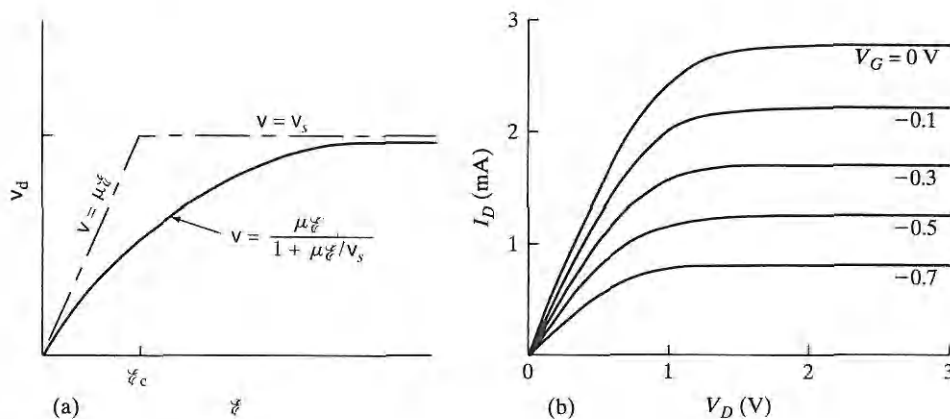 v_d
v = μℰ
v = v_s
v = μℰ / (1 + μℰ/v_s)
ℰ_c
(a)
ℰ
3
2
1
0
I_D (mA)
V_G = 0 V
−0.1
−0.3
−0.5
−0.7
0
1
2
3
(b)
V_D (V)